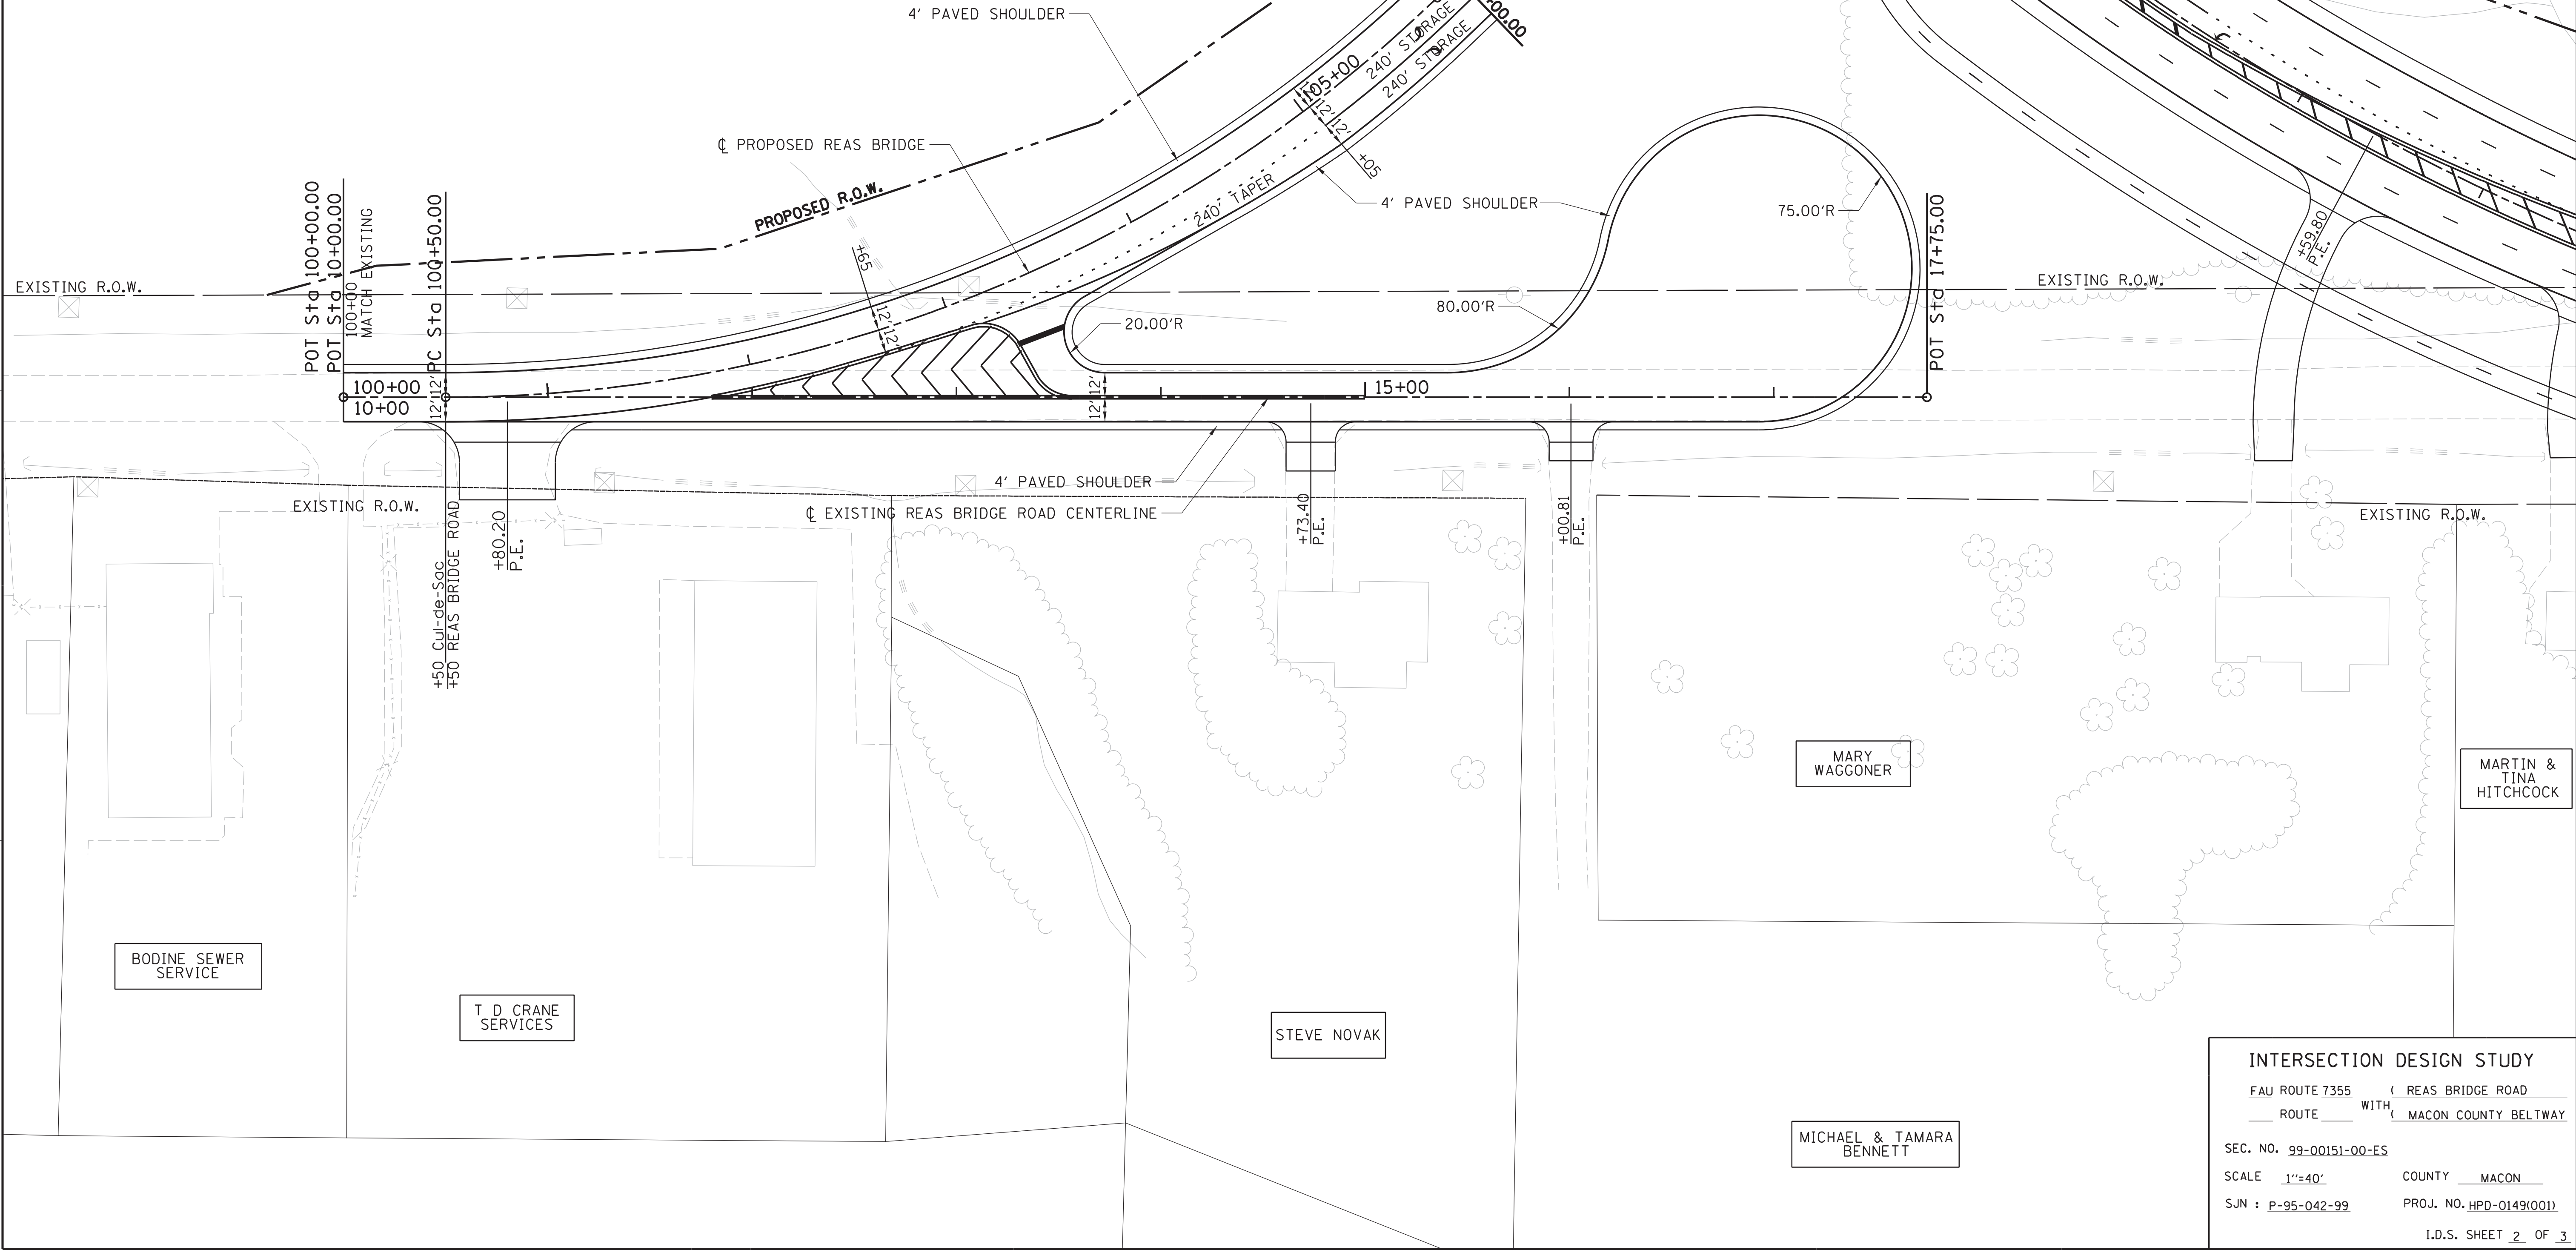 4' PAVED SHOULDER
00.00
240' STORAGE
240' STORAGE
105+00
12' 12' 12'
+05
℄ PROPOSED REAS BRIDGE
PROPOSED R.O.W.
240' TAPER
4' PAVED SHOULDER
75.00'R
POT Sta 17+75.00
+59.80
P.E.
POT Sta 100+00.00
POT Sta 10+00.00
100+00
MATCH EXISTING
PC Sta 100+50.00
+65
12' 12'
EXISTING R.O.W.
EXISTING R.O.W.
80.00'R
20.00'R
100+00
10+00
12' 12'
12' 12'
15+00
4' PAVED SHOULDER
℄ EXISTING REAS BRIDGE ROAD CENTERLINE
EXISTING R.O.W.
EXISTING R.O.W.
+50 Cul-de-Sac
+50 REAS BRIDGE ROAD
+80.20
P.E.
+73.40
P.E.
+00.81
P.E.
MARY
WAGGONER
MARTIN &
TINA
HITCHCOCK
BODINE SEWER
SERVICE
T D CRANE
SERVICES
STEVE NOVAK
MICHAEL & TAMARA
BENNETT
INTERSECTION DESIGN STUDY
FAU ROUTE 7355 ( REAS BRIDGE ROAD
WITH
ROUTE ( MACON COUNTY BELTWAY
SEC. NO. 99-00151-00-ES
SCALE 1''=40' COUNTY MACON
SJN : P-95-042-99 PROJ. NO. HPD-0149(001)
I.D.S. SHEET 2 OF 3